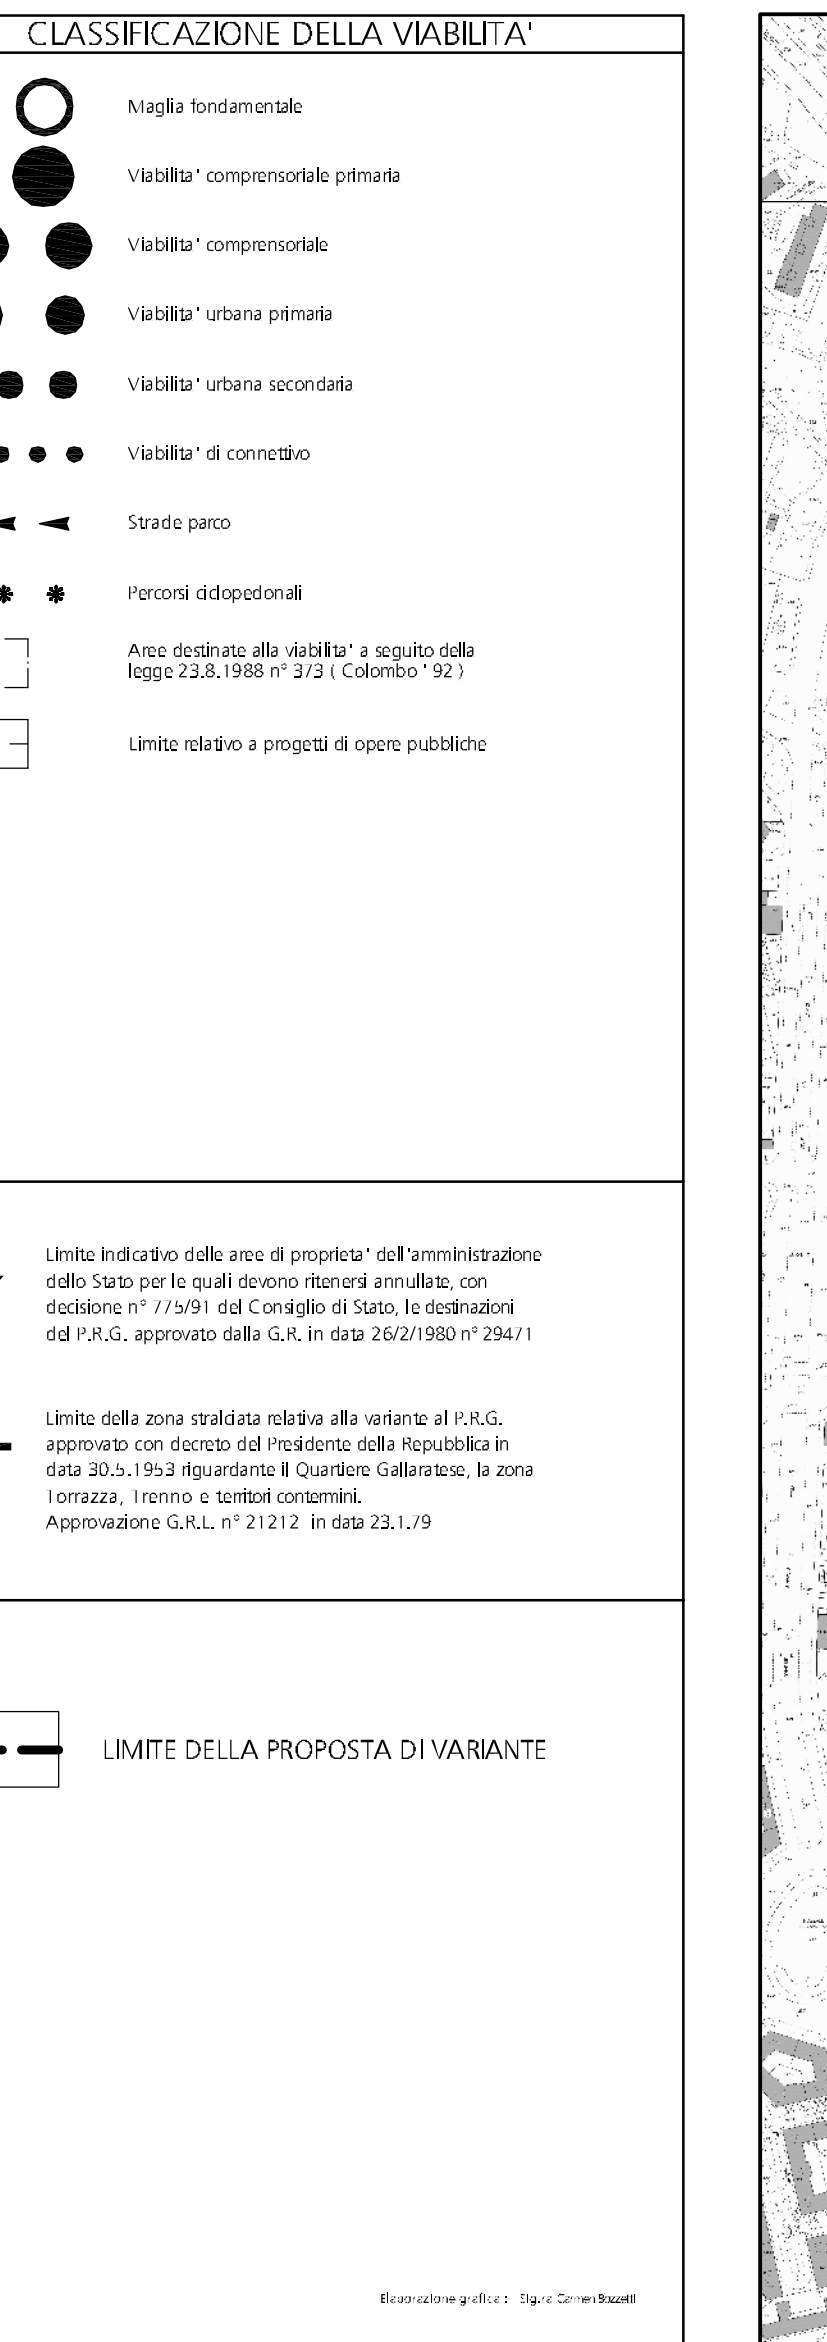 CLASSIFICAZIONE DELLA VIABILITA'
Maglia fondamentale
Viabilita' comprensoriale primaria
Viabilita' comprensoriale
Viabilita' urbana primaria
Viabilita' urbana secondaria
Viabilita' di connettivo
Strade parco
Percorsi ciclopedonali
Aree destinate alla viabilita' a seguito della
legge 23.8.1988 n° 373 ( Colombo ' 92 )
Limite relativo a progetti di opere pubbliche
Limite indicativo delle aree di proprieta' dell'amministrazione
dello Stato per le quali devono ritenersi annullate, con
decisione n° 775/91 del Consiglio di Stato, le destinazioni
del P.R.G. approvato dalla G.R. in data 26/2/1980 n° 29471
Limite della zona stralciata relativa alla variante al P.R.G.
approvato con decreto del Presidente della Repubblica in
data 30.5.1953 riguardante il Quartiere Gallaratese, la zona
Torrazza, Trenno e territori contermini.
Approvazione G.R.L. n° 21212 in data 23.1.79
LIMITE DELLA PROPOSTA DI VARIANTE
Elaborazione grafica : Sig.ra Carmen Bozzetti